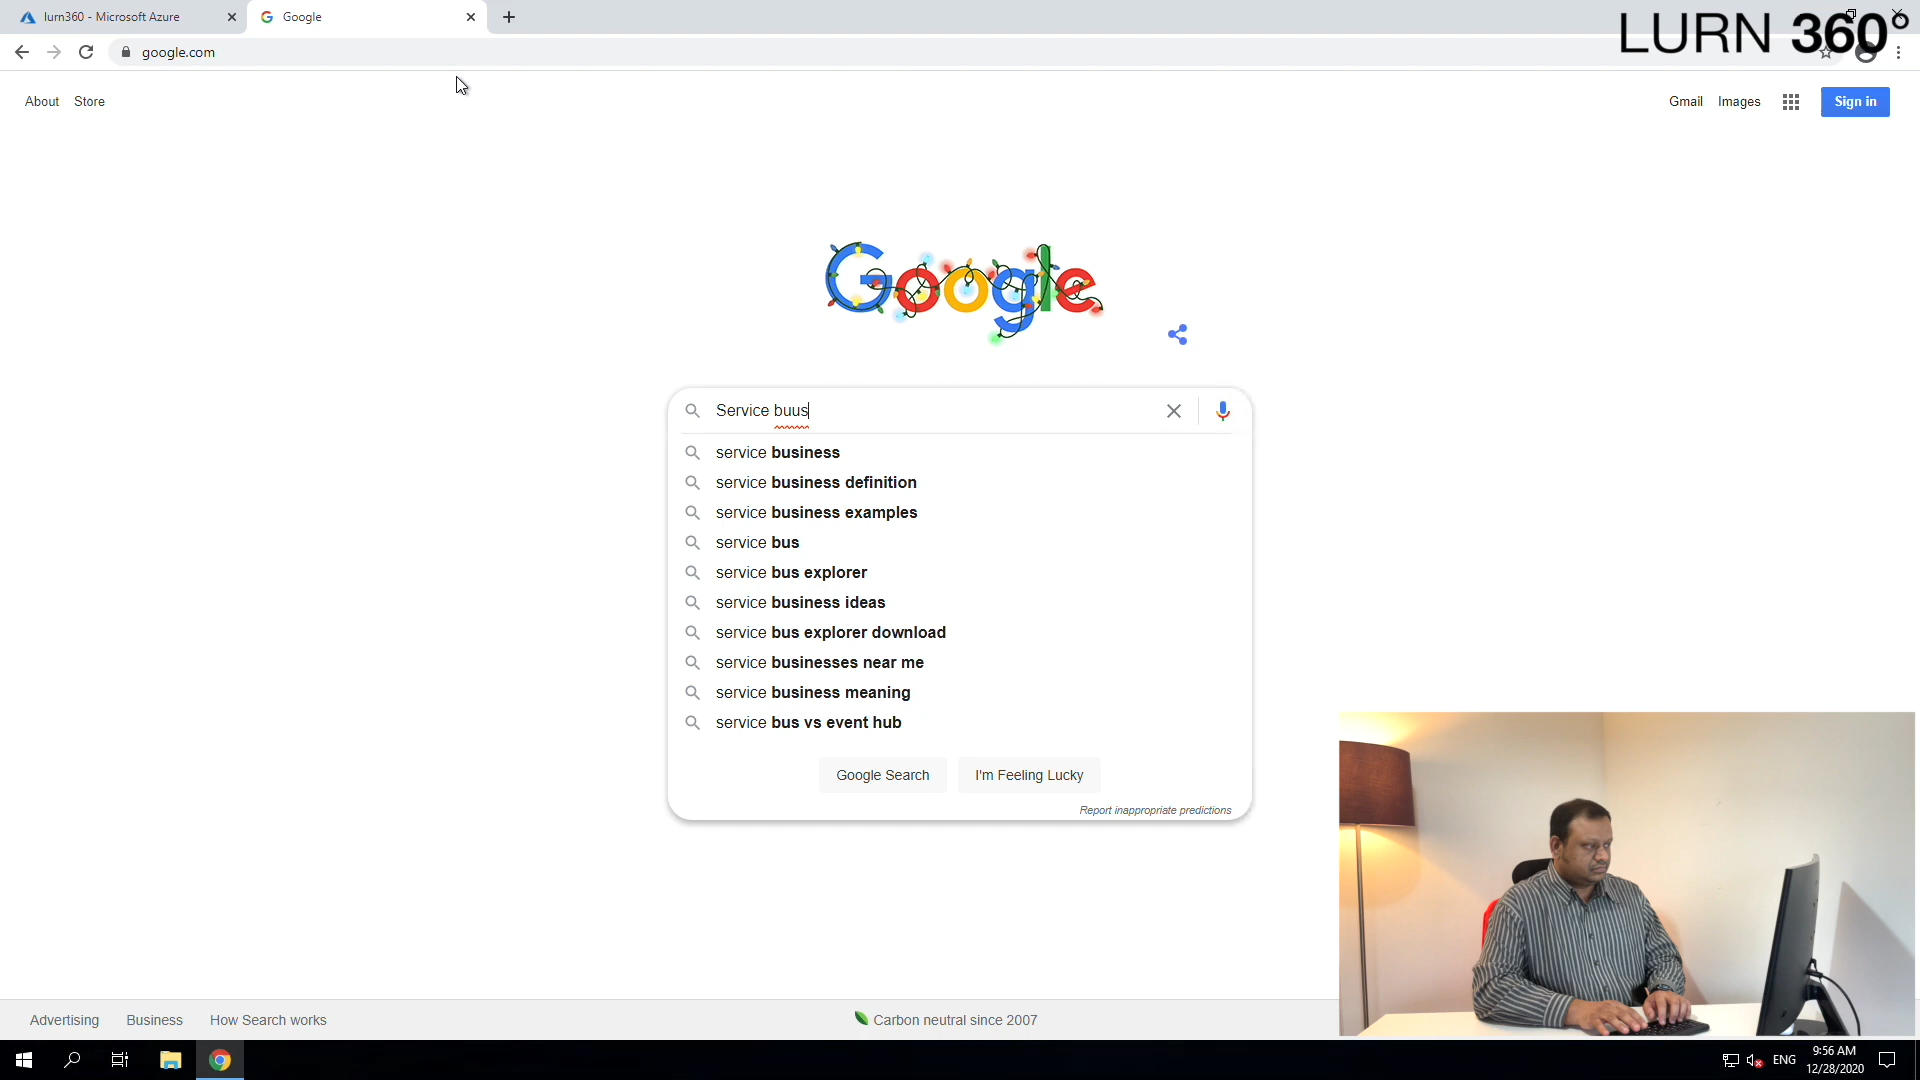 lurn360 - Microsoft Azure
Google
LURN 360°
google.com
About Store
Gmail Images Sign in
Google
Service buus
service business
service business definition
service business examples
service bus
service bus explorer
service business ideas
service bus explorer download
service businesses near me
service business meaning
service bus vs event hub
Google Search I'm Feeling Lucky
Report inappropriate predictions
Advertising Business How Search works
Carbon neutral since 2007
ENG
9:56 AM
12/28/2020